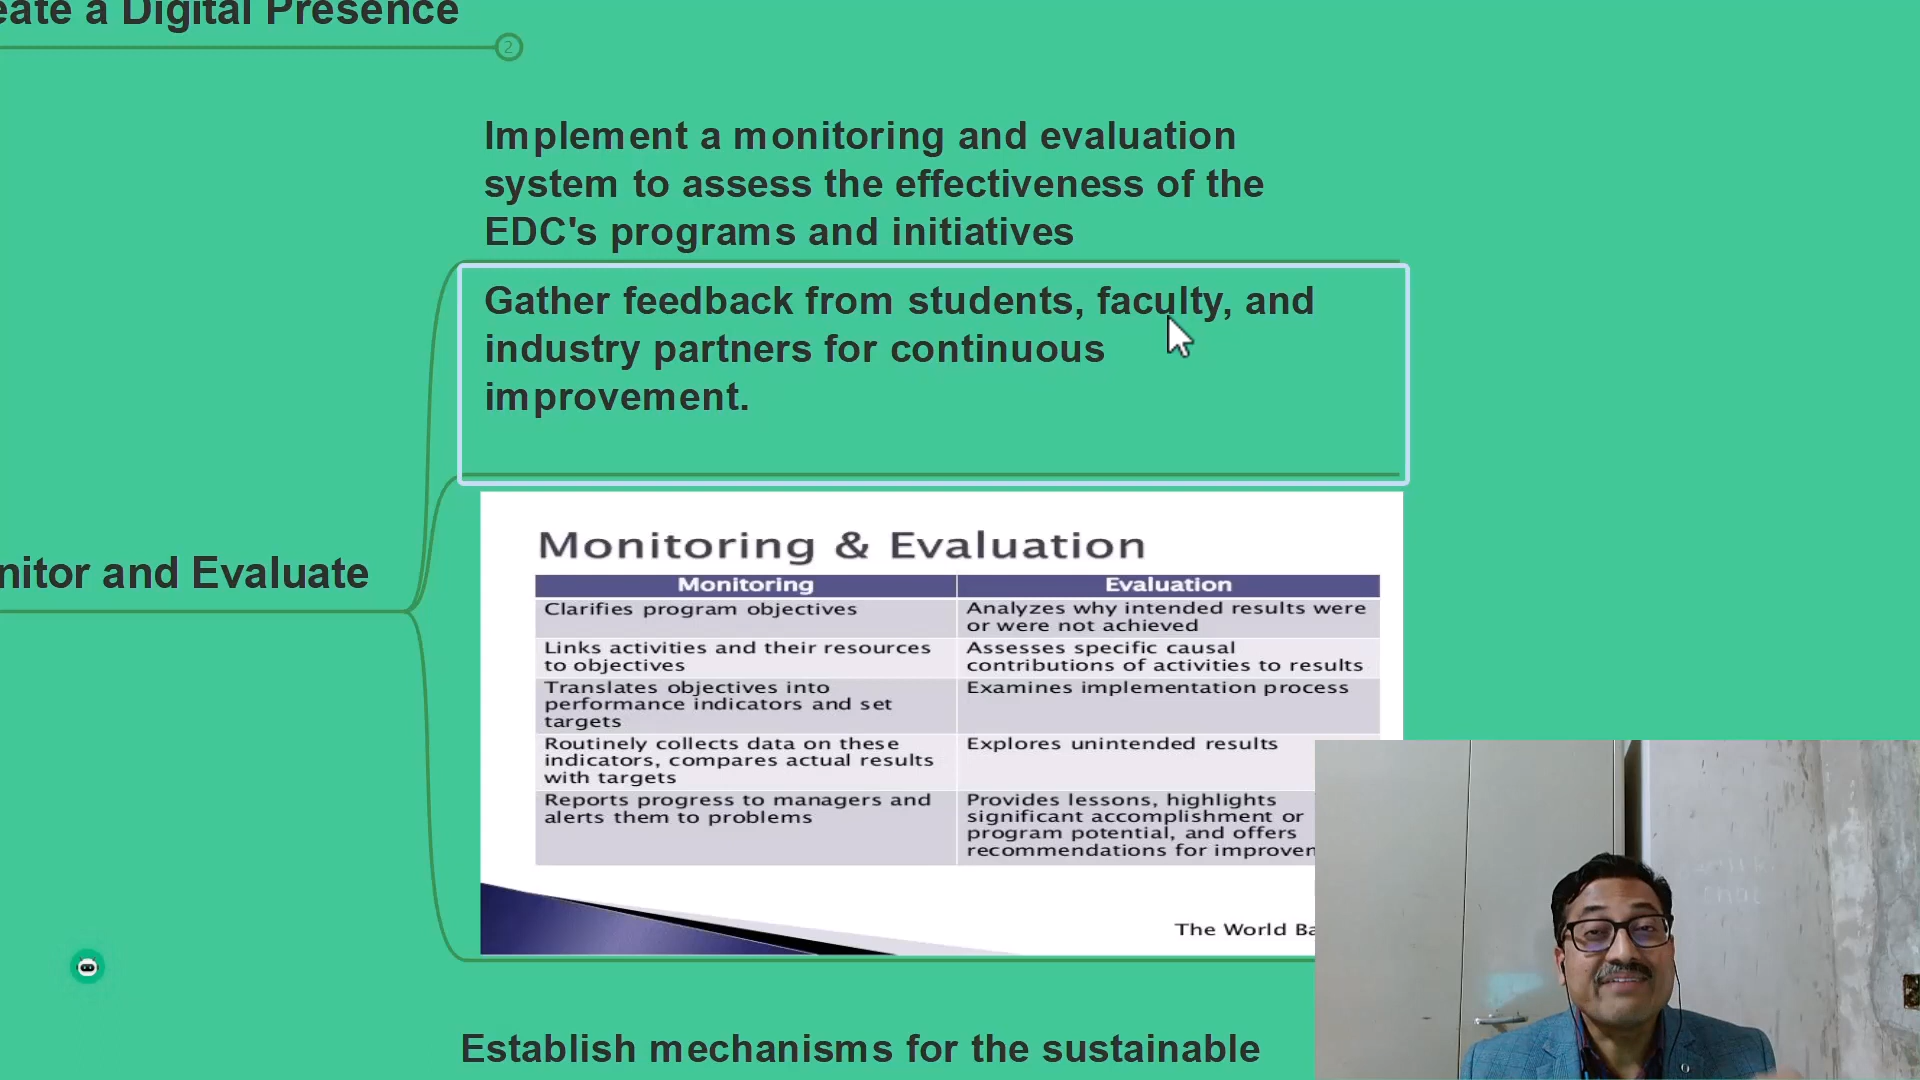 eate a Digital Presence
2
Implement a monitoring and evaluation
system to assess the effectiveness of the
EDC's programs and initiatives
Gather feedback from students, faculty, and
industry partners for continuous
improvement.
nitor and Evaluate
Monitoring & Evaluation
Monitoring
Evaluation
Clarifies program objectives
Analyzes why intended results were
or were not achieved
Links activities and their resources
to objectives
Assesses specific causal
contributions of activities to results
Translates objectives into
performance indicators and set
targets
Examines implementation process
Routinely collects data on these
indicators, compares actual results
with targets
Explores unintended results
Reports progress to managers and
alerts them to problems
Provides lessons, highlights
significant accomplishment or
program potential, and offers
recommendations for improvem
The World Ba
Establish mechanisms for the sustainable